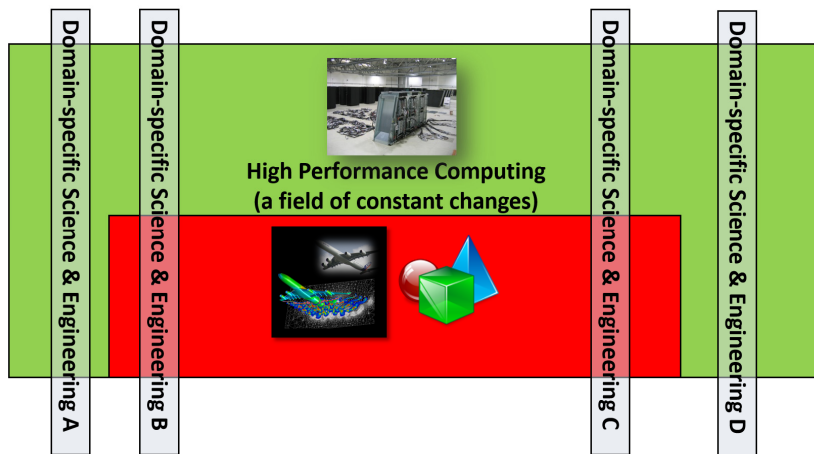 Domain-specific Science & Engineering A
Domain-specific Science & Engineering B
High Performance Computing
(a field of constant changes)
Domain-specific Science & Engineering C
Domain-specific Science & Engineering D